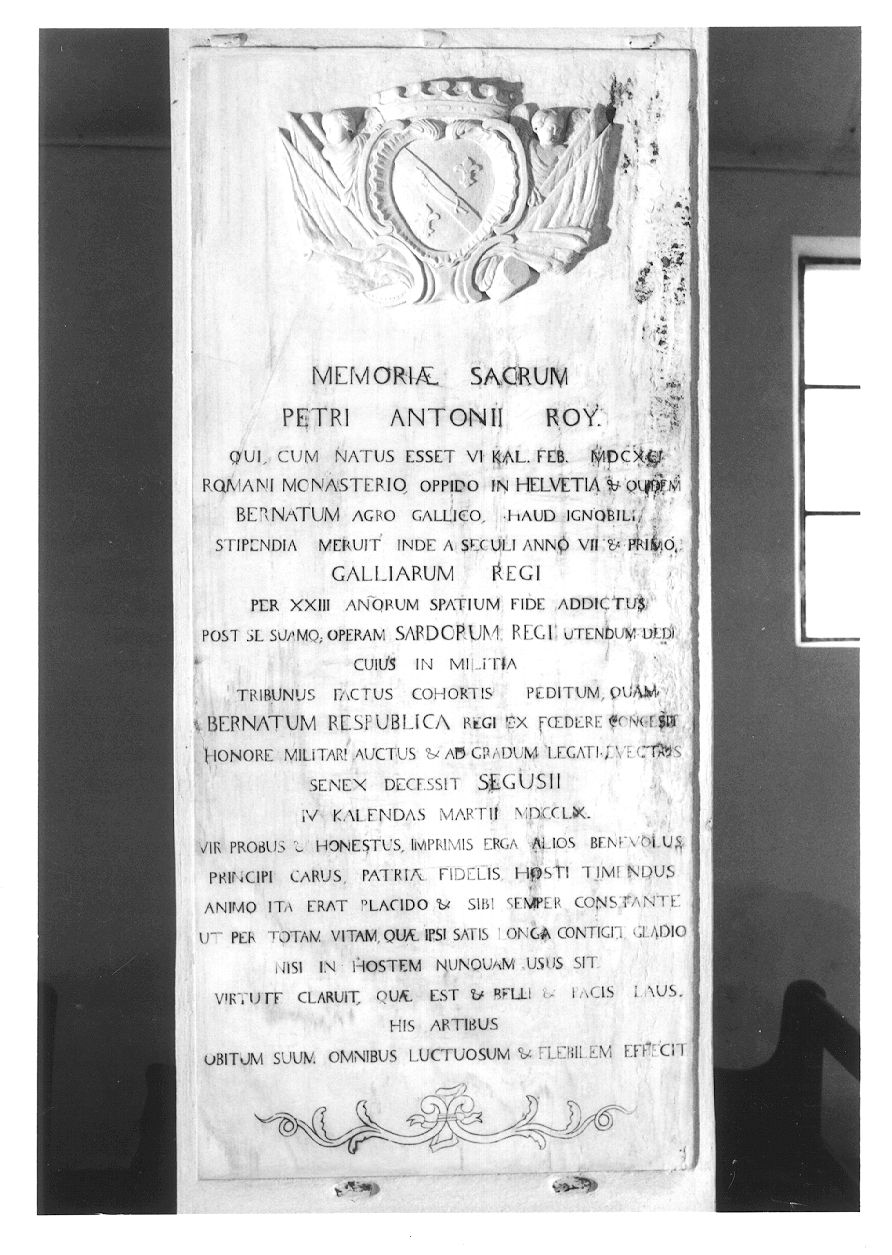 MEMORIÆ SACRUM
PETRI ANTONII ROY.
QUI, CUM NATUS ESSET VI KAL. FEB. MDCXCI
ROMANI MONASTERIO, OPPIDO IN HELVETIA & QUIDEM
BERNATUM AGRO GALLICO, HAUD IGNOBILI,
STIPENDIA MERUIT INDE A SECULI ANNO VII & PRIMO,
GALLIARUM REGI
PER XXIII ANORUM SPATIUM FIDE ADDICTUS
POST SE SUAMQ; OPERAM SARDORUM REGI UTENDUM DEDI
CUIUS IN MILITIA
TRIBUNUS FACTUS COHORTIS PEDITUM, QUAM
BERNATUM RESPUBLICA REGI EX FŒDERE CONCESIT
HONORE MILITARI AUCTUS & AD GRADUM LEGATI EVECTUS
SENEX DECESSIT SEGUSII
IV KALENDAS MARTII MDCCLX.
VIR PROBUS & HONESTUS, IMPRIMIS ERGA ALIOS BENEVOLUS
PRINCIPI CARUS, PATRIÆ FIDELIS, HOSTI TIMENDUS
ANIMO ITA ERAT PLACIDO & SIBI SEMPER CONSTANTE
UT PER TOTAM VITAM, QUÆ IPSI SATIS LONGA CONTIGIT GLADIO
NISI IN HOSTEM NUNQUAM USUS SIT
VIRTUTE CLARUIT, QUÆ EST & BELLI & PACIS LAUS.
HIS ARTIBUS
OBITUM SUUM OMNIBUS LUCTUOSUM & FLEBILEM EFFECIT